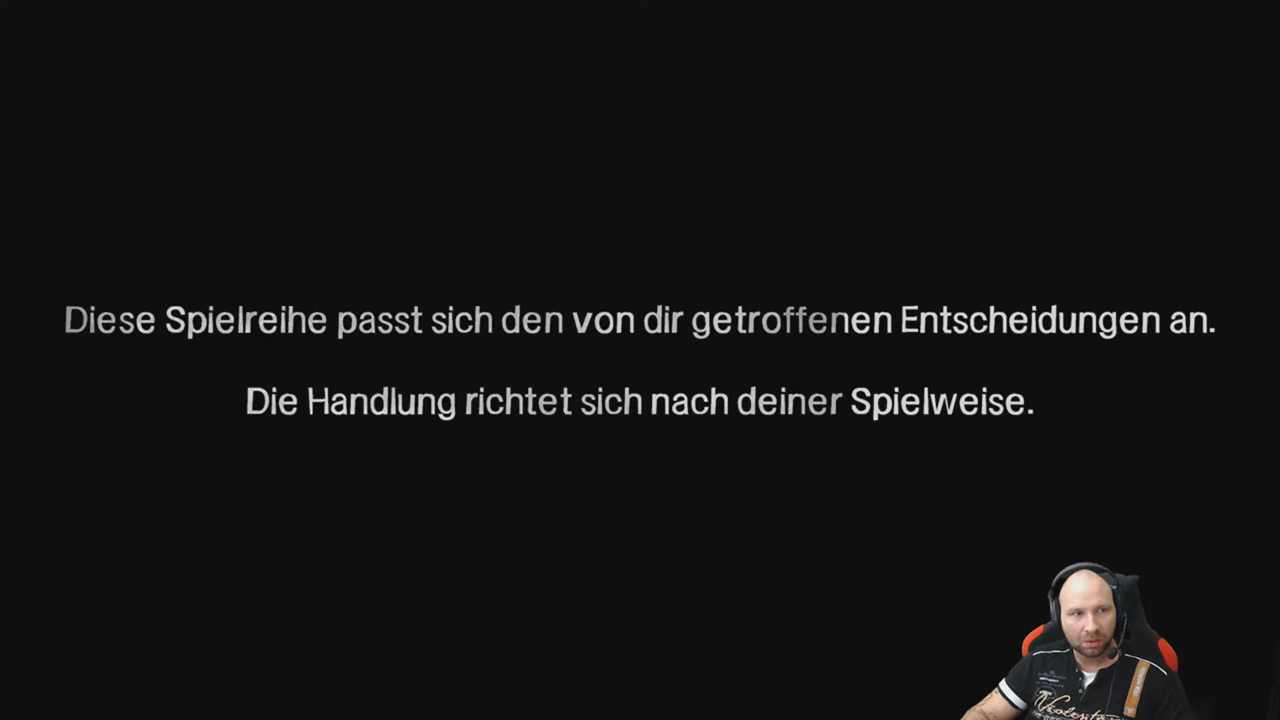 Diese Spielreihe passt sich den von dir getroffenen Entscheidungen an.
Die Handlung richtet sich nach deiner Spielweise.